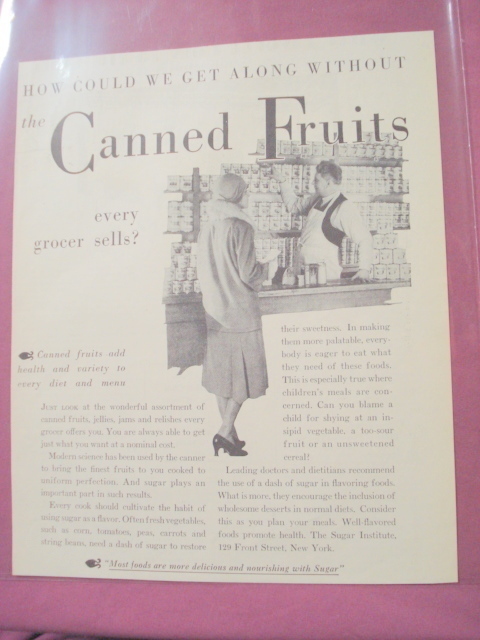 HOW COULD WE GET ALONG WITHOUT
the Canned Fruits
every
grocer sells?
Canned fruits add
health and variety to
every diet and menu
JUST LOOK at the wonderful assortment of
canned fruits, jellies, jams and relishes every
grocer offers you. You are always able to get
just what you want at a nominal cost.
Modern science has been used by the canner
to bring the finest fruits to you cooked to
uniform perfection. And sugar plays an
important part in such results.
Every cook should cultivate the habit of
using sugar as a flavor. Often fresh vegetables,
such as corn, tomatoes, peas, carrots and
string beans, need a dash of sugar to restore
their sweetness. In making
them more palatable, every-
body is eager to eat what
they need of these foods.
This is especially true where
children's meals are con-
cerned. Can you blame a
child for shying at an in-
sipid vegetable, a too-sour
fruit or an unsweetened
cereal?
Leading doctors and dietitians recommend
the use of a dash of sugar in flavoring foods.
What is more, they encourage the inclusion of
wholesome desserts in normal diets. Consider
this as you plan your meals. Well-flavored
foods promote health. The Sugar Institute,
129 Front Street, New York.
"Most foods are more delicious and nourishing with Sugar"